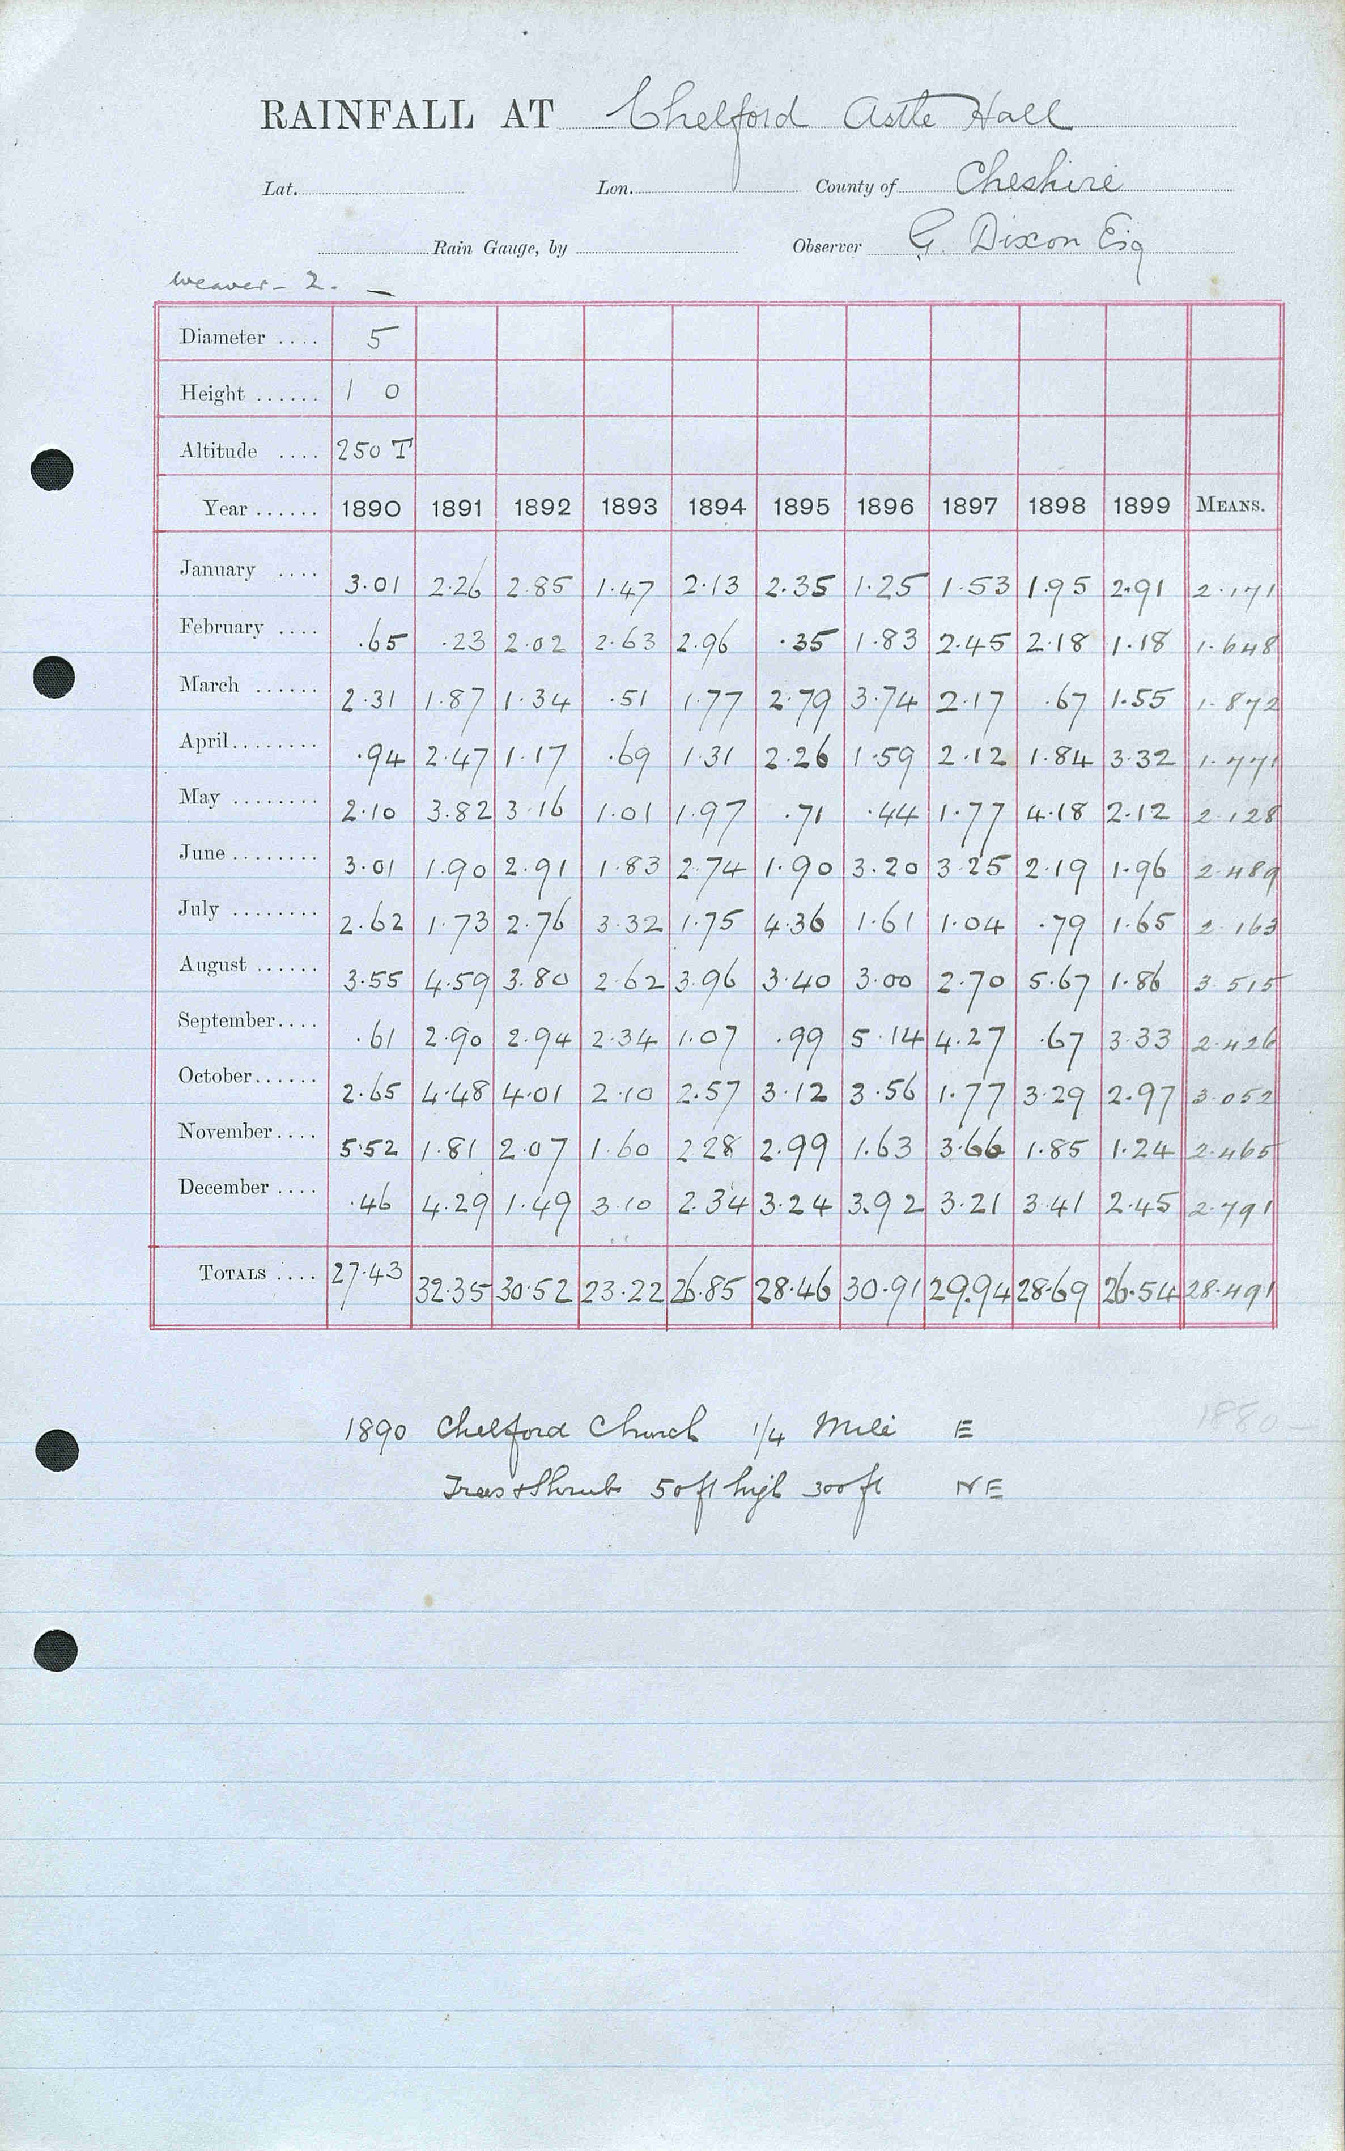 RAINFALL AT Chelford Astle Hall
Lat. Lon. County of Cheshire
Rain Gauge, by Observer G. Dixon Esq
Weaver - 2. -
Diameter .... 5
Height ...... 1 0
Altitude .... 250 T
Year ...... 1890 1891 1892 1893 1894 1895 1896 1897 1898 1899 MEANS.
January .... 3.01 2.26 2.85 1.47 2.13 2.35 1.25 1.53 1.95 2.91 2.171
February .... .65 .23 2.02 2.63 2.96 .35 1.83 2.45 2.18 1.18 1.648
March ...... 2.31 1.87 1.34 .51 1.77 2.79 3.74 2.17 .67 1.55 1.872
April ........ .94 2.47 1.17 .69 1.31 2.26 1.59 2.12 1.84 3.32 1.771
May ........ 2.10 3.82 3.16 1.01 1.97 .71 .44 1.77 4.18 2.12 2.128
June ........ 3.01 1.90 2.91 1.83 2.74 1.90 3.20 3.25 2.19 1.96 2.489
July ........ 2.62 1.73 2.76 3.32 1.75 4.36 1.61 1.04 .79 1.65 2.163
August ...... 3.55 4.59 3.80 2.62 3.96 3.40 3.00 2.70 5.67 1.86 3.515
September .... .61 2.90 2.94 2.34 1.07 .99 5.14 4.27 .67 3.33 2.426
October ...... 2.65 4.48 4.01 2.10 2.57 3.12 3.56 1.77 3.29 2.97 3.052
November .... 5.52 1.81 2.07 1.60 2.28 2.99 1.63 3.66 1.85 1.24 2.465
December .... .46 4.29 1.49 3.10 2.34 3.24 3.92 3.21 3.41 2.45 2.791
TOTALS .... 27.43 32.35 30.52 23.22 26.85 28.46 30.91 29.94 28.69 26.54 28.491
1890 Chelford Church 1/4 Mile E
Trees & Shrubs 50 ft high 300 ft NE
188